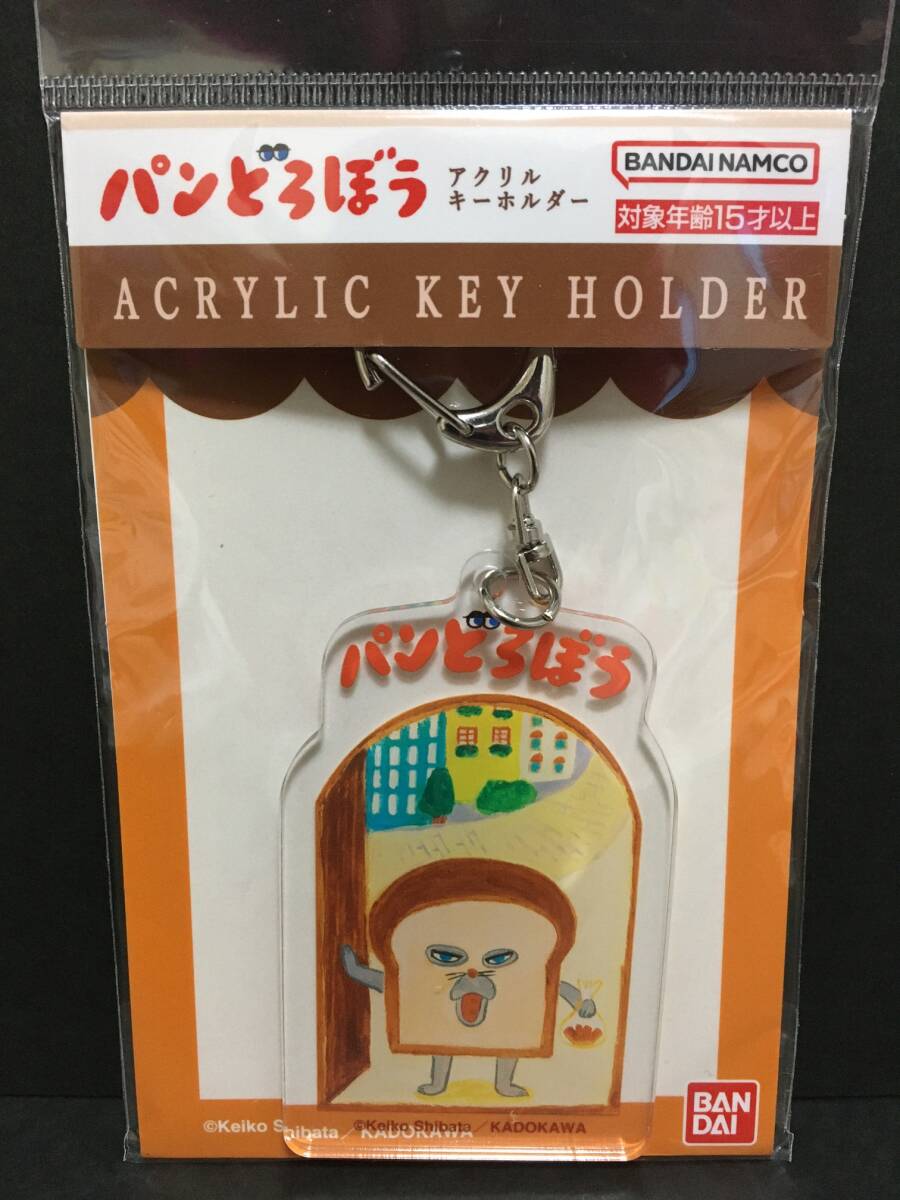 パンどろぼう
アクリル
キーホルダー
BANDAI NAMCO
対象年齢15才以上
ACRYLIC KEY HOLDER
パンどろぼう
©Keiko Shibata／KADOKAWA
©Keiko Shibata／KADOKAWA
BAN
DAI